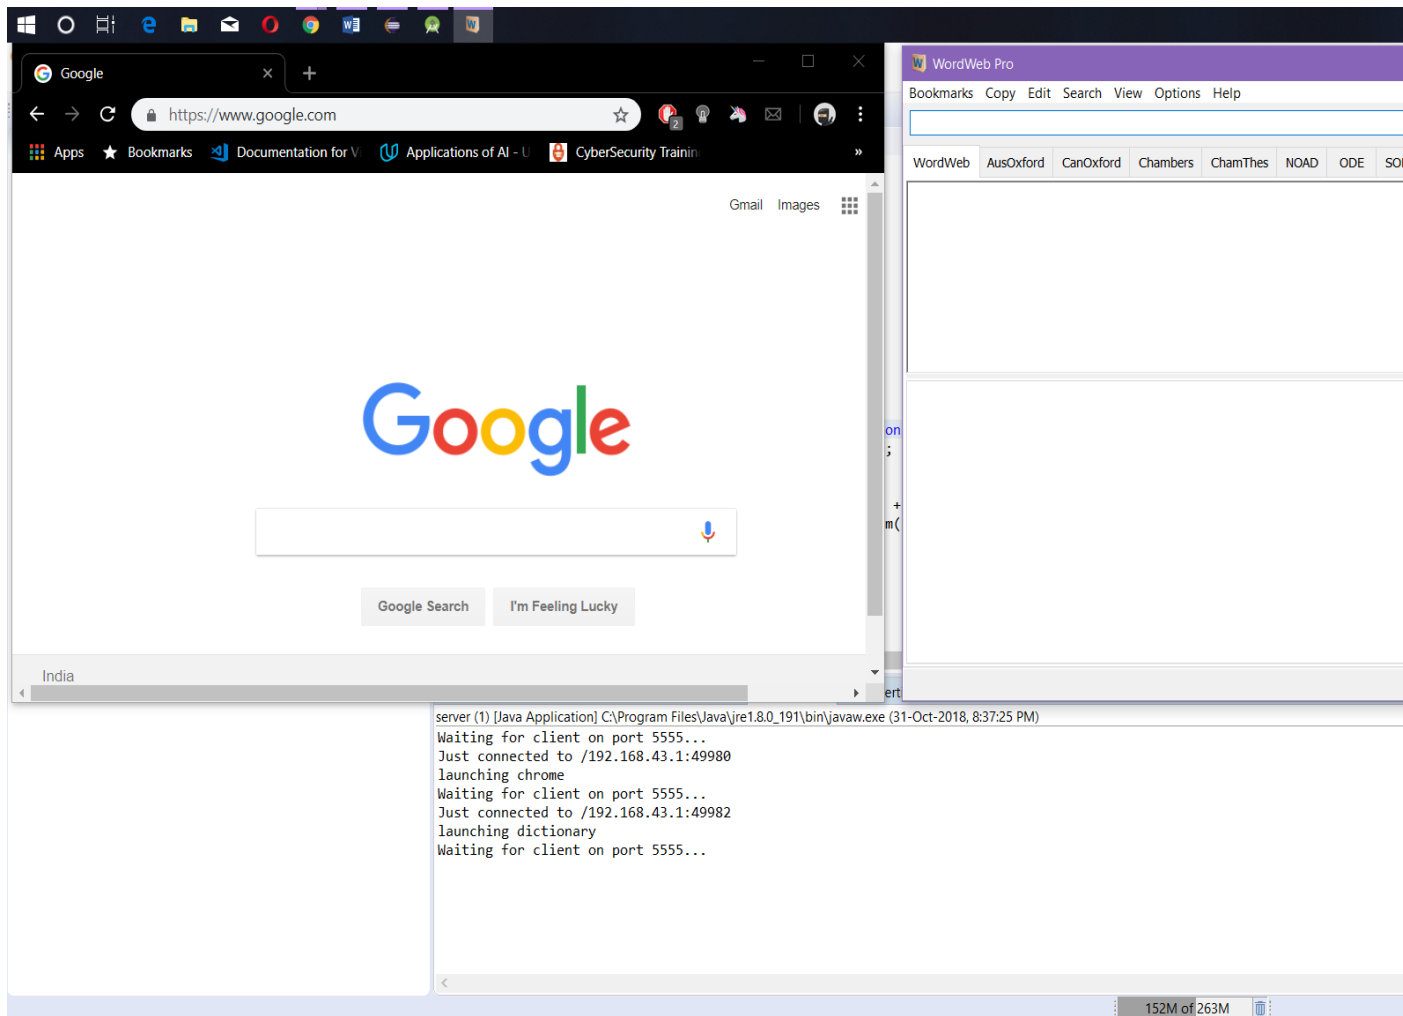 Google
https://www.google.com
2
Apps
Bookmarks
Documentation for Vi
Applications of AI - U
CyberSecurity Trainin
»
Gmail Images
Google
Google Search
I'm Feeling Lucky
India
WordWeb Pro
Bookmarks Copy Edit Search View Options Help
WordWeb AusOxford CanOxford Chambers ChamThes NOAD ODE
on
;
+
m(
ert
server (1) [Java Application] C:\Program Files\Java\jre1.8.0_191\bin\javaw.exe (31-Oct-2018, 8:37:25 PM)
Waiting for client on port 5555...
Just connected to /192.168.43.1:49980
launching chrome
Waiting for client on port 5555...
Just connected to /192.168.43.1:49982
launching dictionary
Waiting for client on port 5555...
152M of 263M